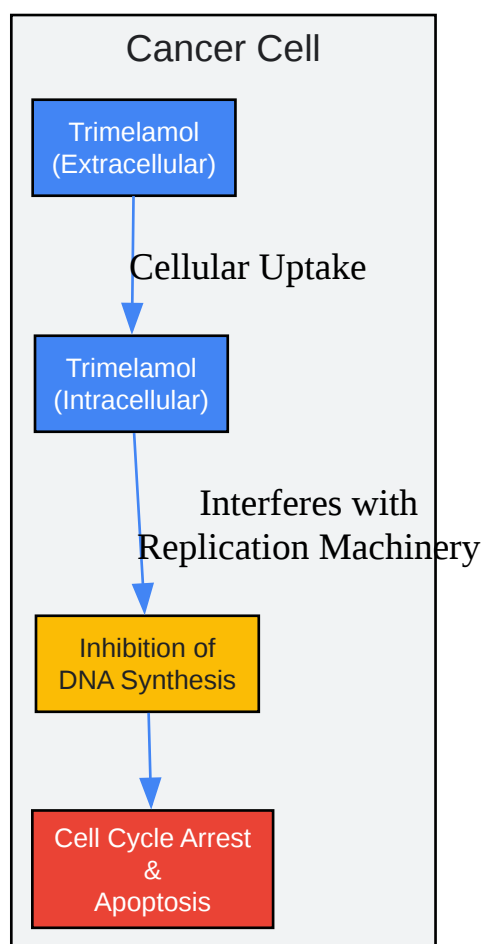 Cancer Cell
Trimelamol
(Extracellular)
Cellular Uptake
Trimelamol
(Intracellular)
Interferes with
Replication Machinery
Inhibition of
DNA Synthesis
Cell Cycle Arrest
&
Apoptosis